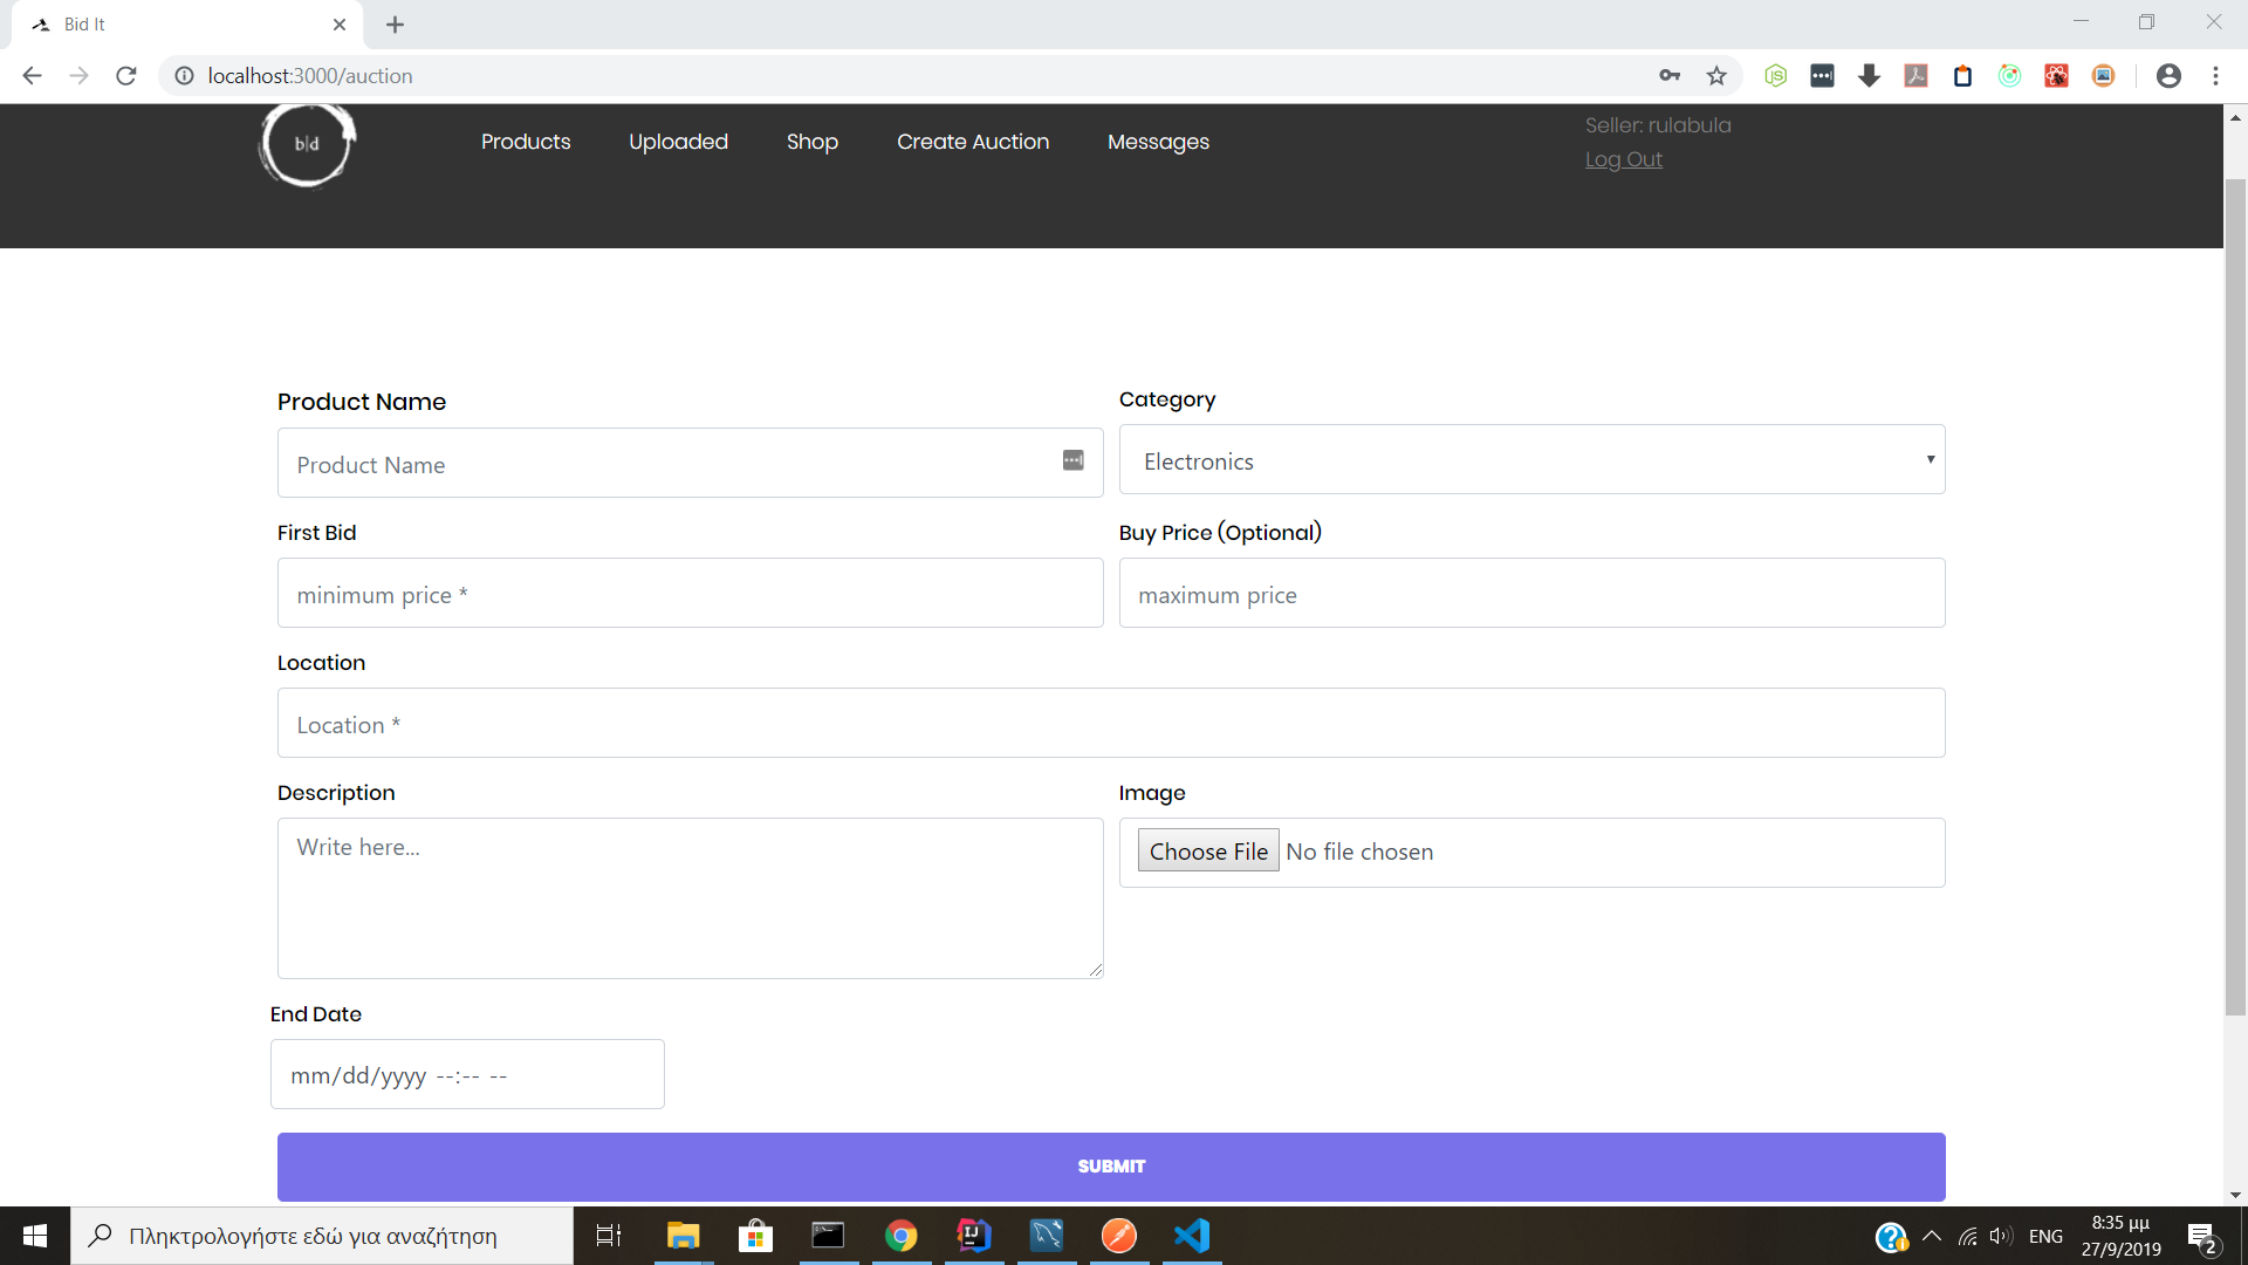 Bid It
localhost:3000/auction
b|d
Products
Uploaded
Shop
Create Auction
Messages
Seller: rulabula
Log Out
Product Name
Category
Product Name
Electronics
First Bid
Buy Price (Optional)
minimum price *
maximum price
Location
Location *
Description
Image
Write here...
Choose File No file chosen
End Date
mm/dd/yyyy --:-- --
SUBMIT
Πληκτρολογήστε εδώ για αναζήτηση
ENG
8:35 μμ
27/9/2019
2